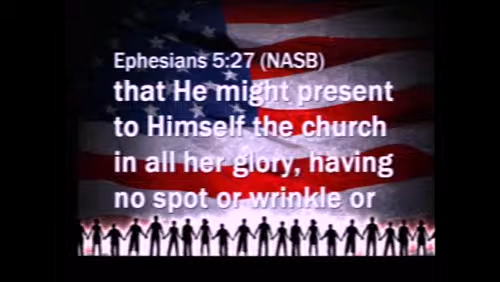 Ephesians 5:27 (NASB)
that He might present
to Himself the church
in all her glory, having
no spot or wrinkle or